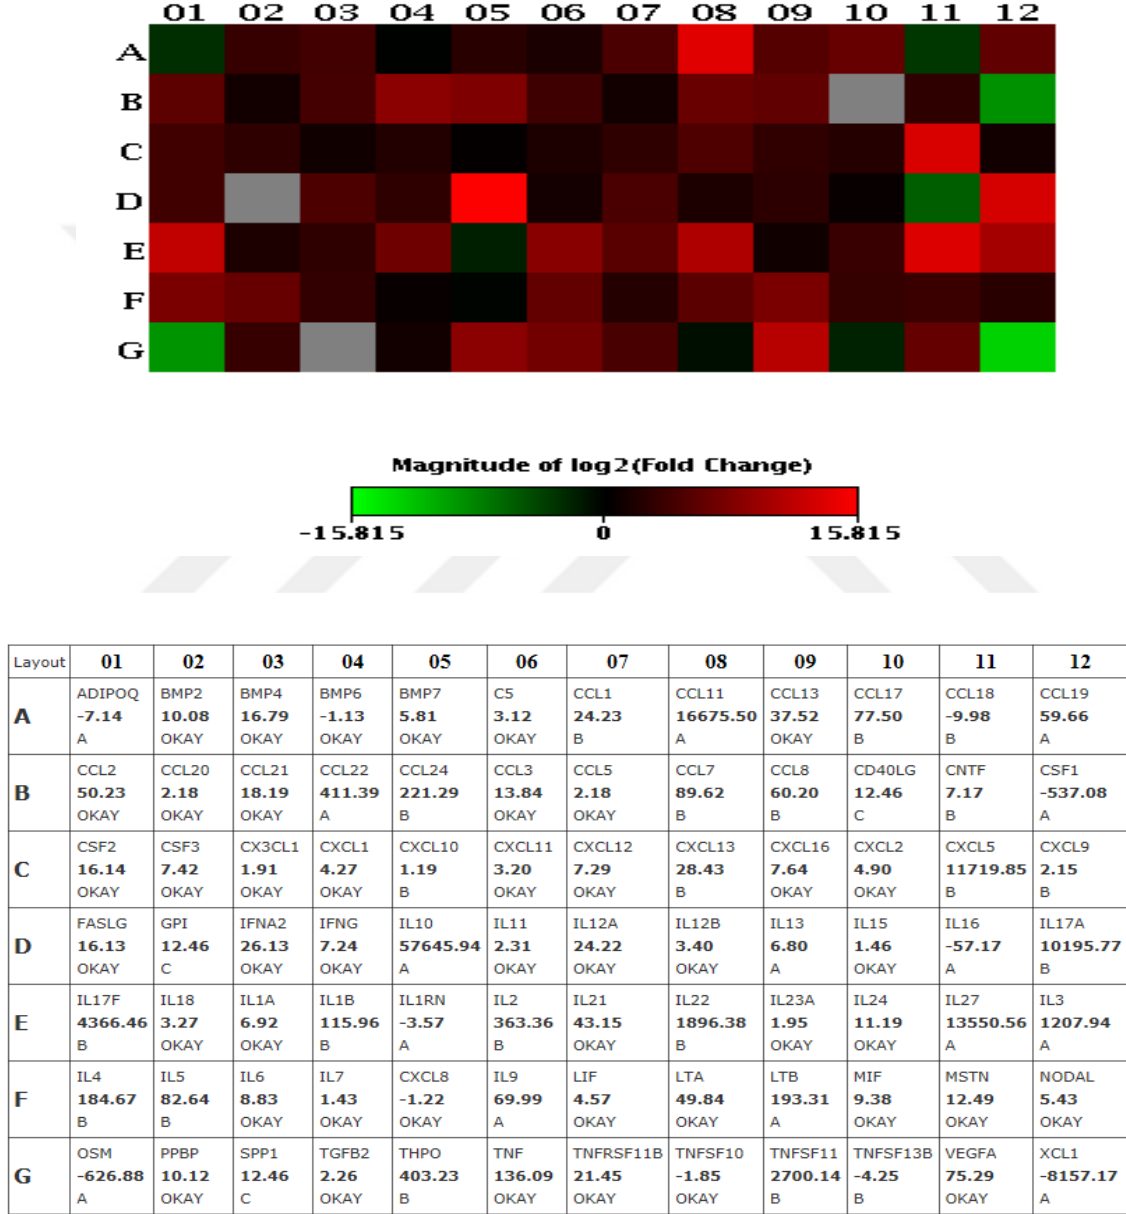 01 02 03 04 05 06 07 08 09 10 11 12
A
B
C
D
E
F
G
Magnitude of log2(Fold Change)
-15.815 0 15.815
Layout 01 02 03 04 05 06 07 08 09 10 11 12
ADIPOQ BMP2 BMP4 BMP6 BMP7 C5 CCL1 CCL11 CCL13 CCL17 CCL18 CCL19
A -7.14 10.08 16.79 -1.13 5.81 3.12 24.23 16675.50 37.52 77.50 -9.98 59.66
A OKAY OKAY OKAY OKAY OKAY B A OKAY B B A
CCL2 CCL20 CCL21 CCL22 CCL24 CCL3 CCL5 CCL7 CCL8 CD40LG CNTF CSF1
B 50.23 2.18 18.19 411.39 221.29 13.84 2.18 89.62 60.20 12.46 7.17 -537.08
OKAY OKAY OKAY A B OKAY OKAY B B C B A
CSF2 CSF3 CX3CL1 CXCL1 CXCL10 CXCL11 CXCL12 CXCL13 CXCL16 CXCL2 CXCL5 CXCL9
C 16.14 7.42 1.91 4.27 1.19 3.20 7.29 28.43 7.64 4.90 11719.85 2.15
OKAY OKAY OKAY OKAY B OKAY OKAY B OKAY OKAY B B
FASLG GPI IFNA2 IFNG IL10 IL11 IL12A IL12B IL13 IL15 IL16 IL17A
D 16.13 12.46 26.13 7.24 57645.94 2.31 24.22 3.40 6.80 1.46 -57.17 10195.77
OKAY C OKAY OKAY A OKAY OKAY OKAY A OKAY A B
IL17F IL18 IL1A IL1B IL1RN IL2 IL21 IL22 IL23A IL24 IL27 IL3
E 4366.46 3.27 6.92 115.96 -3.57 363.36 43.15 1896.38 1.95 11.19 13550.56 1207.94
B OKAY OKAY B A B OKAY B OKAY OKAY A A
IL4 IL5 IL6 IL7 CXCL8 IL9 LIF LTA LTB MIF MSTN NODAL
F 184.67 82.64 8.83 1.43 -1.22 69.99 4.57 49.84 193.31 9.38 12.49 5.43
B B OKAY OKAY OKAY A OKAY OKAY A OKAY OKAY OKAY
OSM PPBP SPP1 TGFB2 THPO TNF TNFRSF11B TNFSF10 TNFSF11 TNFSF13B VEGFA XCL1
G -626.88 10.12 12.46 2.26 403.23 136.09 21.45 -1.85 2700.14 -4.25 75.29 -8157.17
A OKAY C OKAY B OKAY OKAY OKAY B B OKAY A